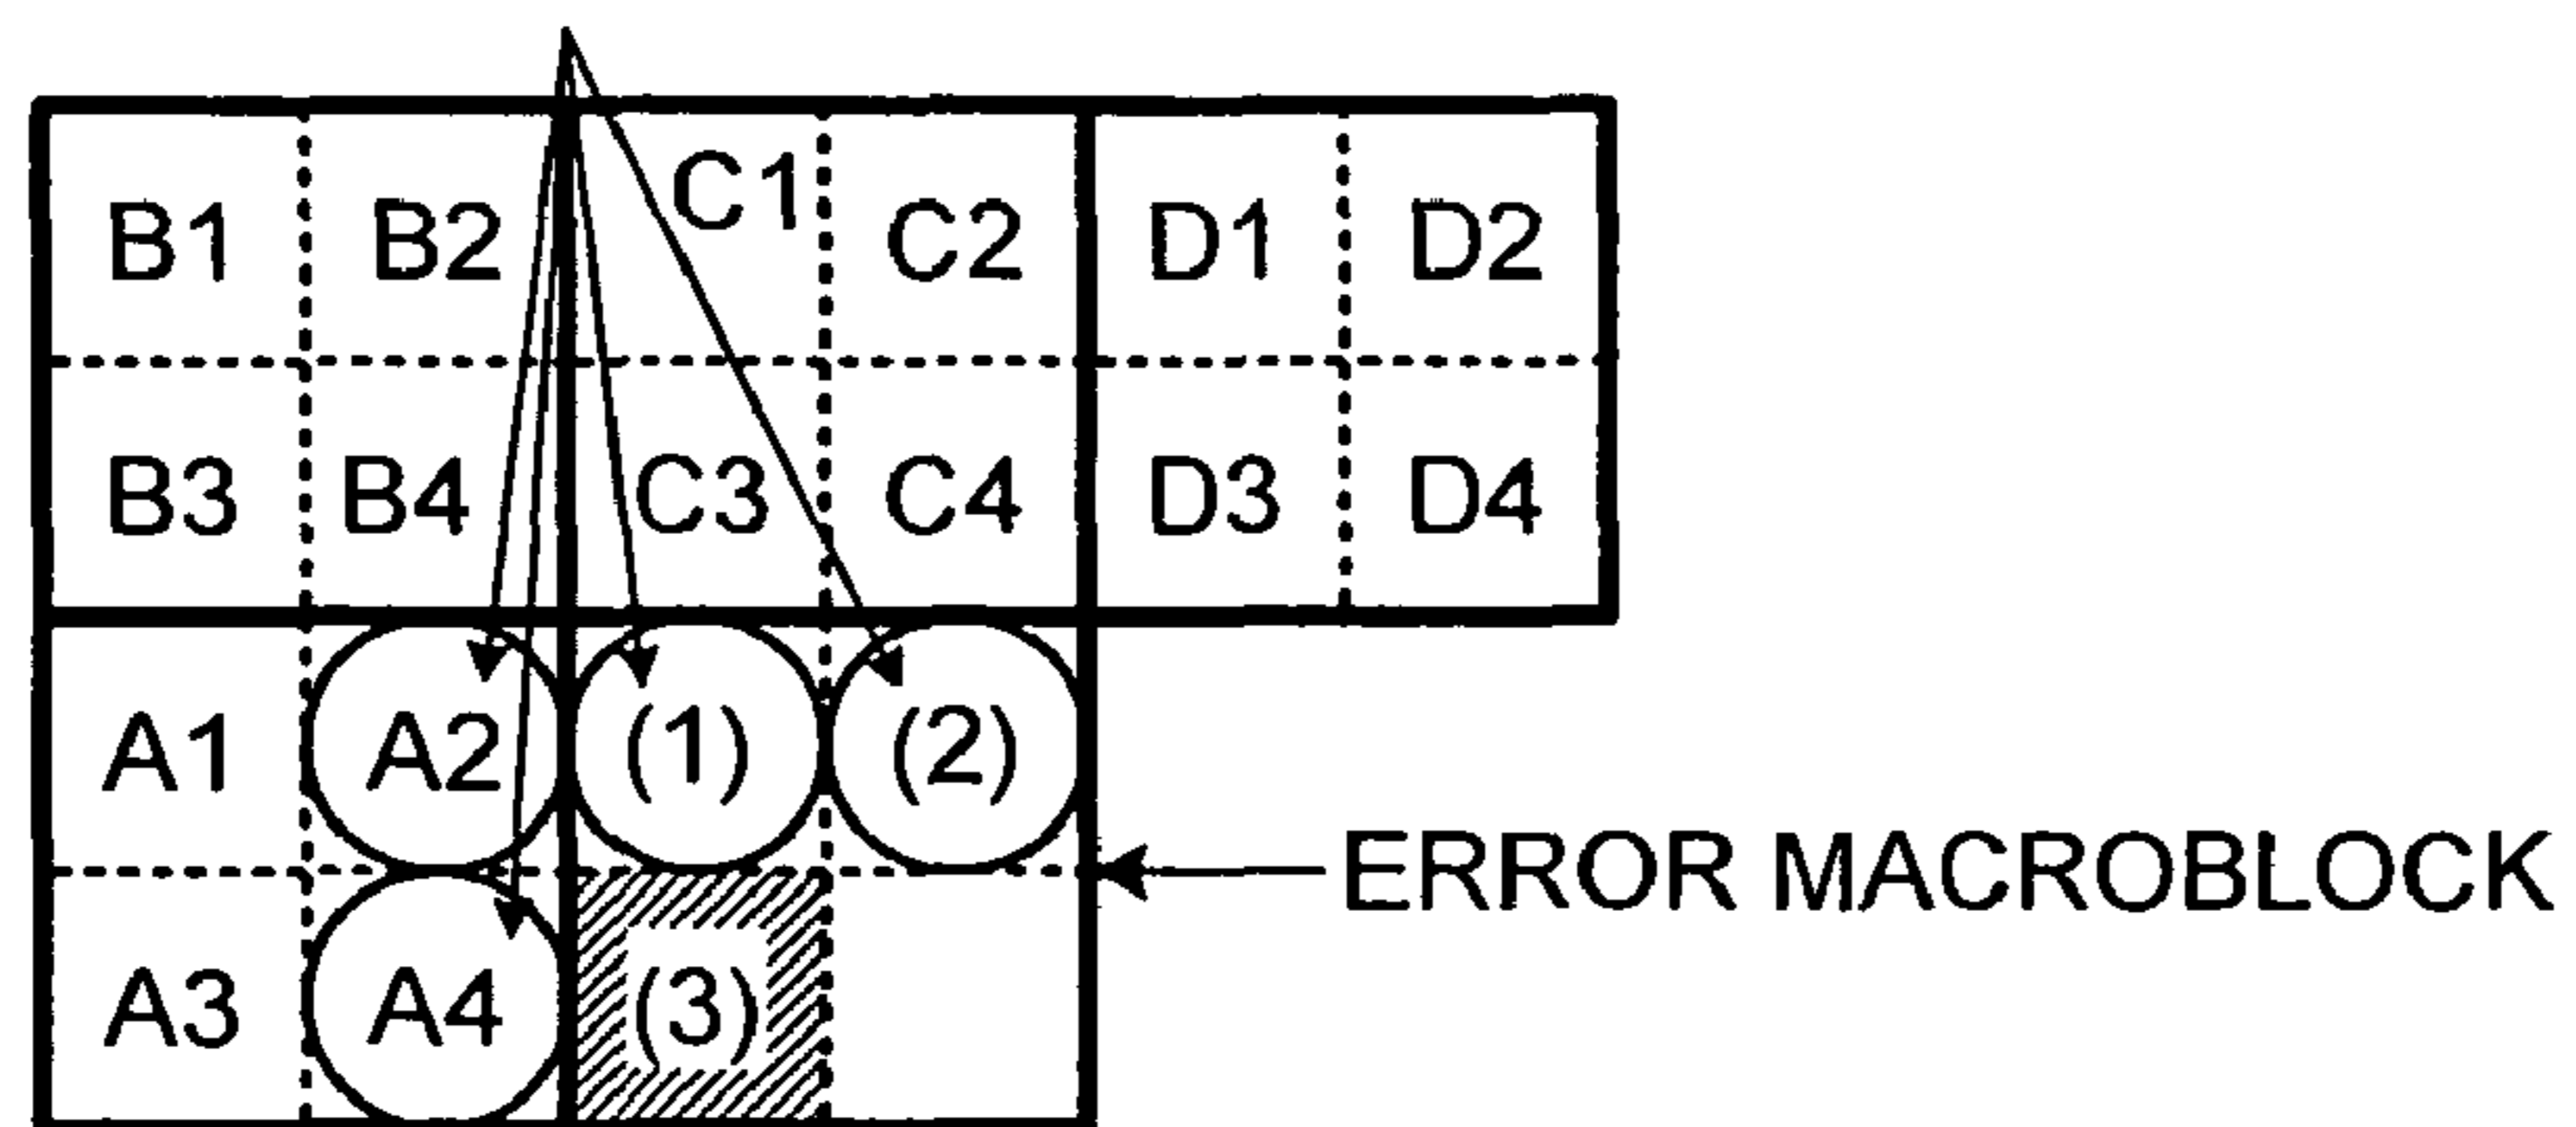 B1 B2 C1 C2 D1 D2
B3 B4 C3 C4 D3 D4
A1 A2 (1) (2)
ERROR MACROBLOCK
A3 A4 (3)